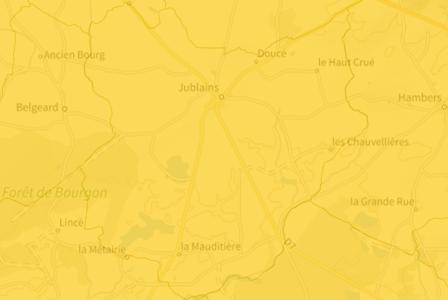 Ancien Bourg
Douce
le Haut Crué
Jublains
Belgeard
Hambers
les Chauvellières
Forêt de Bourgon
la Grande Rue
Lincé
la Métairie
la Mauditière
D7